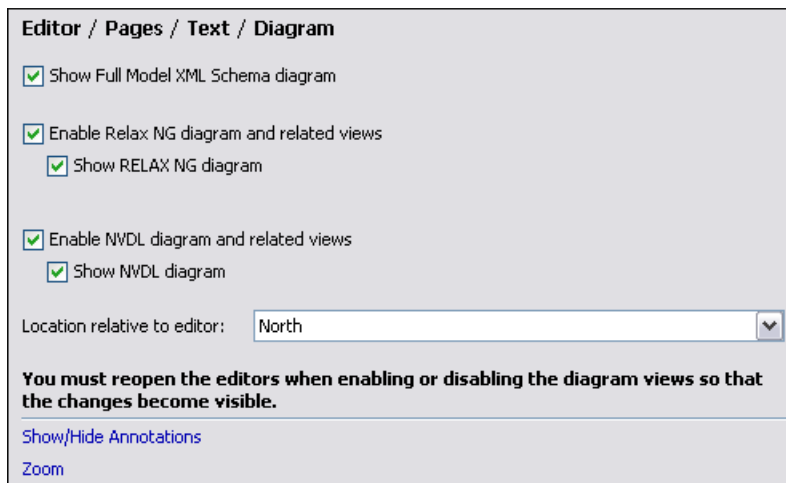 Editor / Pages / Text / Diagram
Show Full Model XML Schema diagram
Enable Relax NG diagram and related views
Show RELAX NG diagram
Enable NVDL diagram and related views
Show NVDL diagram
Location relative to editor: North
You must reopen the editors when enabling or disabling the diagram views so that
the changes become visible.
Show/Hide Annotations
Zoom